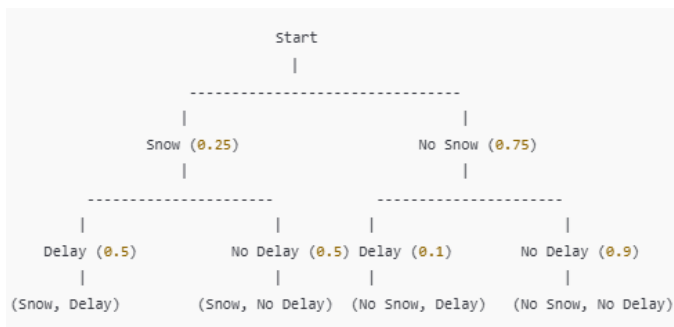 Start
|
--------------------------------
| |
Snow (0.25) No Snow (0.75)
| |
---------------------- ----------------------
| | | |
Delay (0.5) No Delay (0.5) Delay (0.1) No Delay (0.9)
| | | |
(Snow, Delay) (Snow, No Delay) (No Snow, Delay) (No Snow, No Delay)